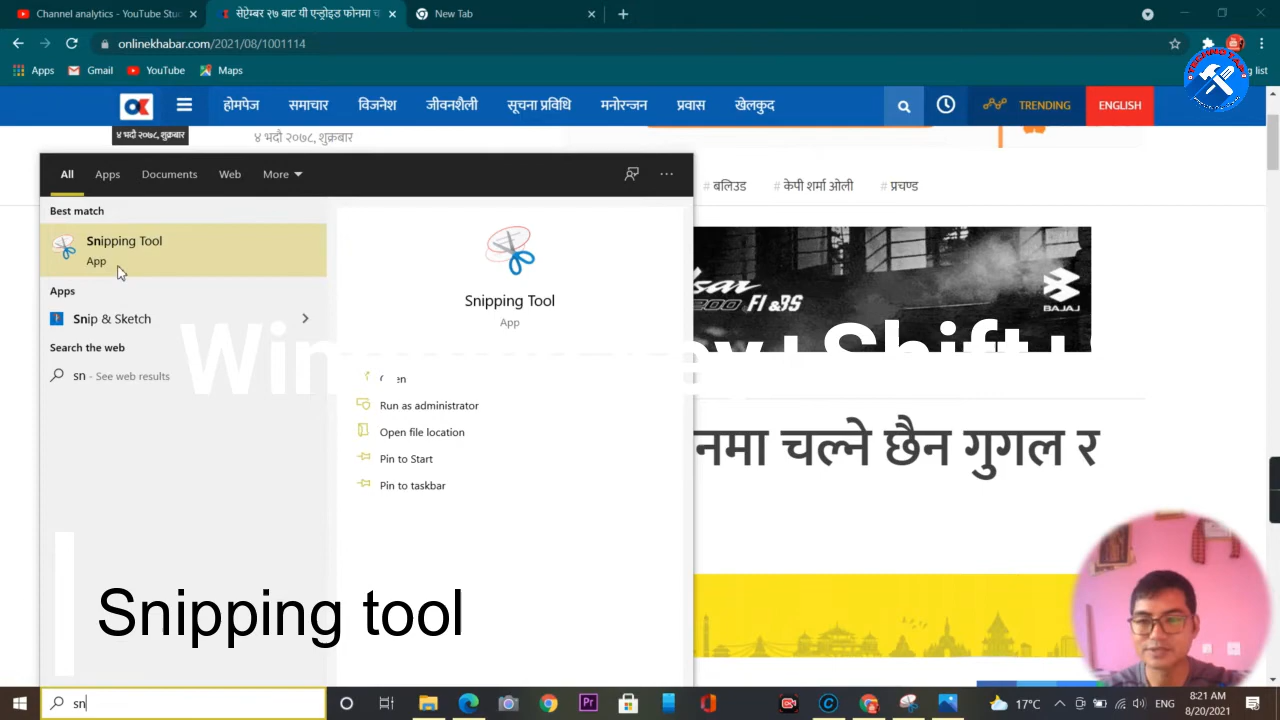 Channel analytics - YouTube Stu
सेप्टेम्बर २७ बाट यी एन्ड्रोइड फोनमा च
New Tab
onlinekhabar.com/2021/08/1001114
Apps
Gmail
YouTube
Maps
ng list
होमपेज
समाचार
विजनेश
जीवनशैली
सूचना प्रविधि
मनोरन्जन
प्रवास
खेलकुद
TRENDING
ENGLISH
४ भदौ २०७८, शुक्रबार
४ भदौ २०७८, शुक्रबार
# बलिउड
# केपी शर्मा ओली
# प्रचण्ड
All
Apps
Documents
Web
More
Best match
Snipping Tool
App
Apps
Snip & Sketch
Search the web
sn - See web results
Snipping Tool
App
Run as administrator
Open file location
Pin to Start
Pin to taskbar
BAJAJ
नमा चल्ने छैन गुगल र
Snipping tool
sn
17°C
8:21 AM
8/20/2021